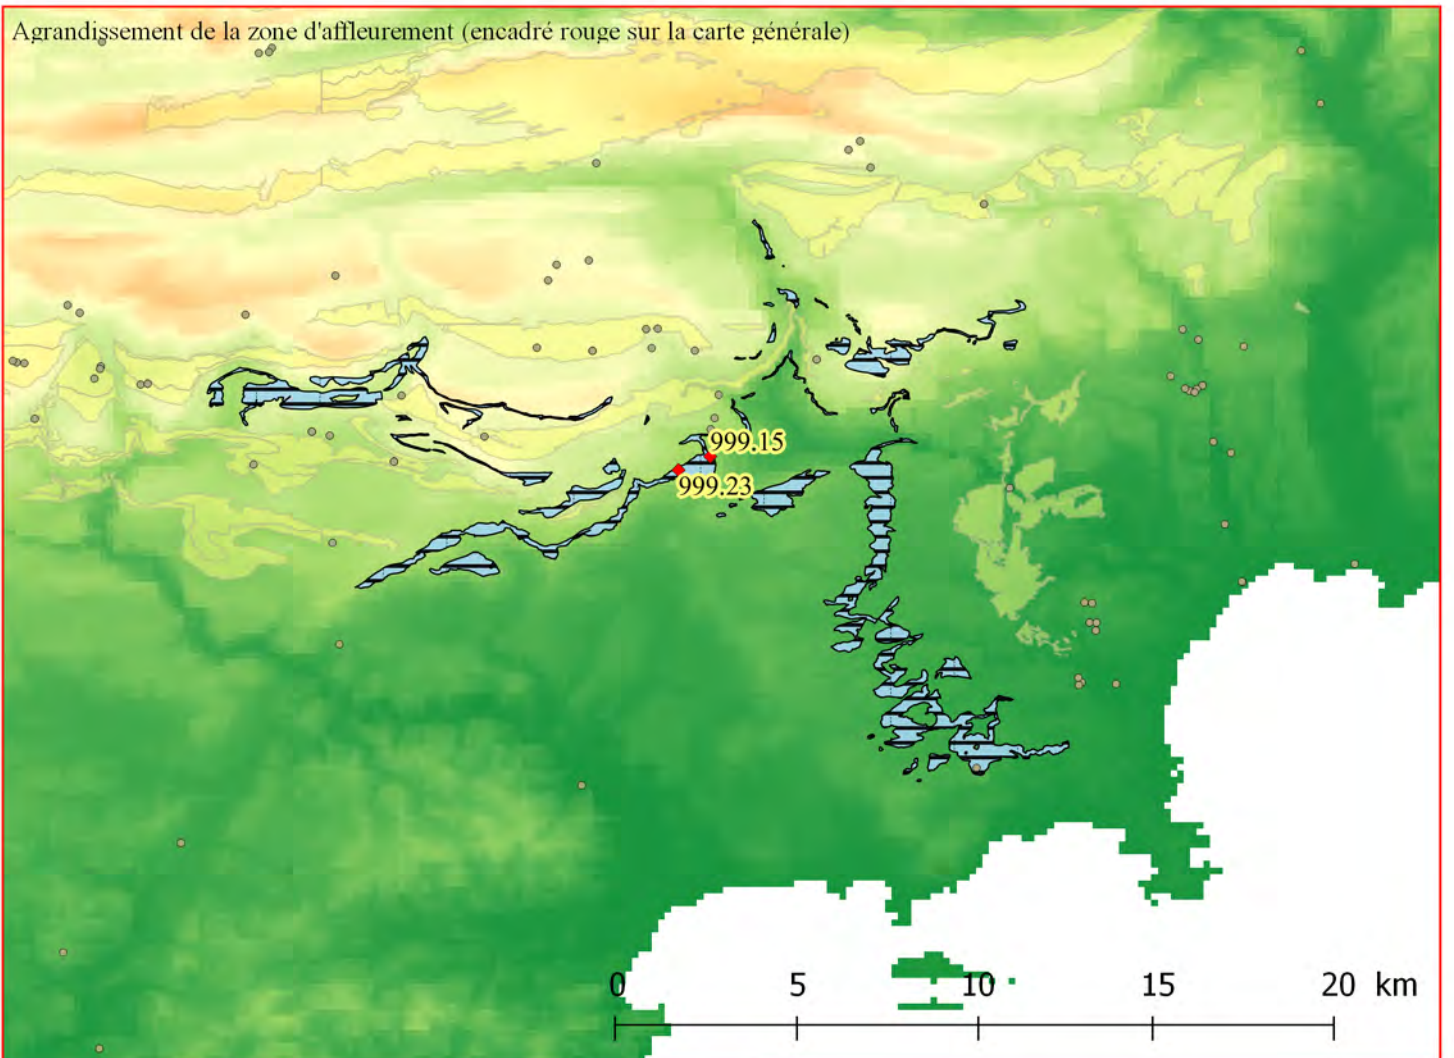 Agrandissement de la zone d'affleurement (encadré rouge sur la carte générale)
999.15
999.23
0 5 10 15 20 km